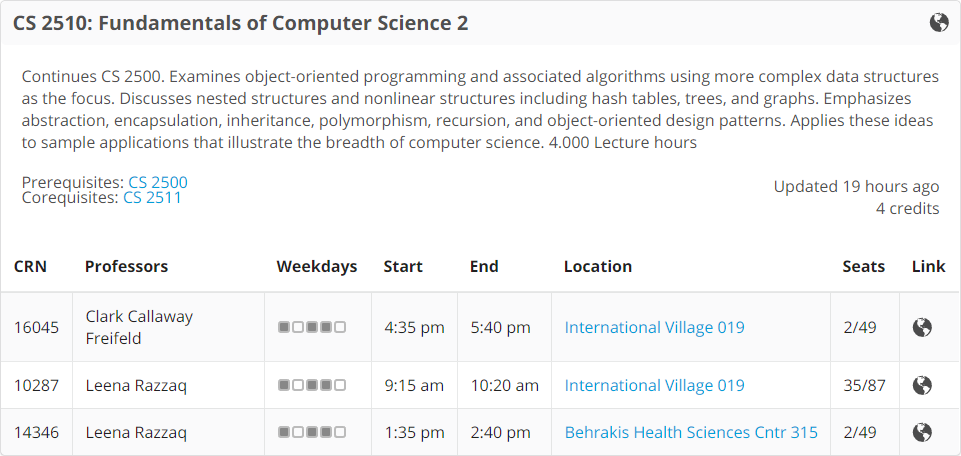 CS 2510: Fundamentals of Computer Science 2
Continues CS 2500. Examines object-oriented programming and associated algorithms using more complex data structures
as the focus. Discusses nested structures and nonlinear structures including hash tables, trees, and graphs. Emphasizes
abstraction, encapsulation, inheritance, polymorphism, recursion, and object-oriented design patterns. Applies these ideas
to sample applications that illustrate the breadth of computer science. 4.000 Lecture hours
Prerequisites: CS 2500
Corequisites: CS 2511
Updated 19 hours ago
4 credits
CRN Professors Weekdays Start End Location Seats Link
16045 Clark Callaway Freifeld 4:35 pm 5:40 pm International Village 019 2/49
10287 Leena Razzaq 9:15 am 10:20 am International Village 019 35/87
14346 Leena Razzaq 1:35 pm 2:40 pm Behrakis Health Sciences Cntr 315 2/49